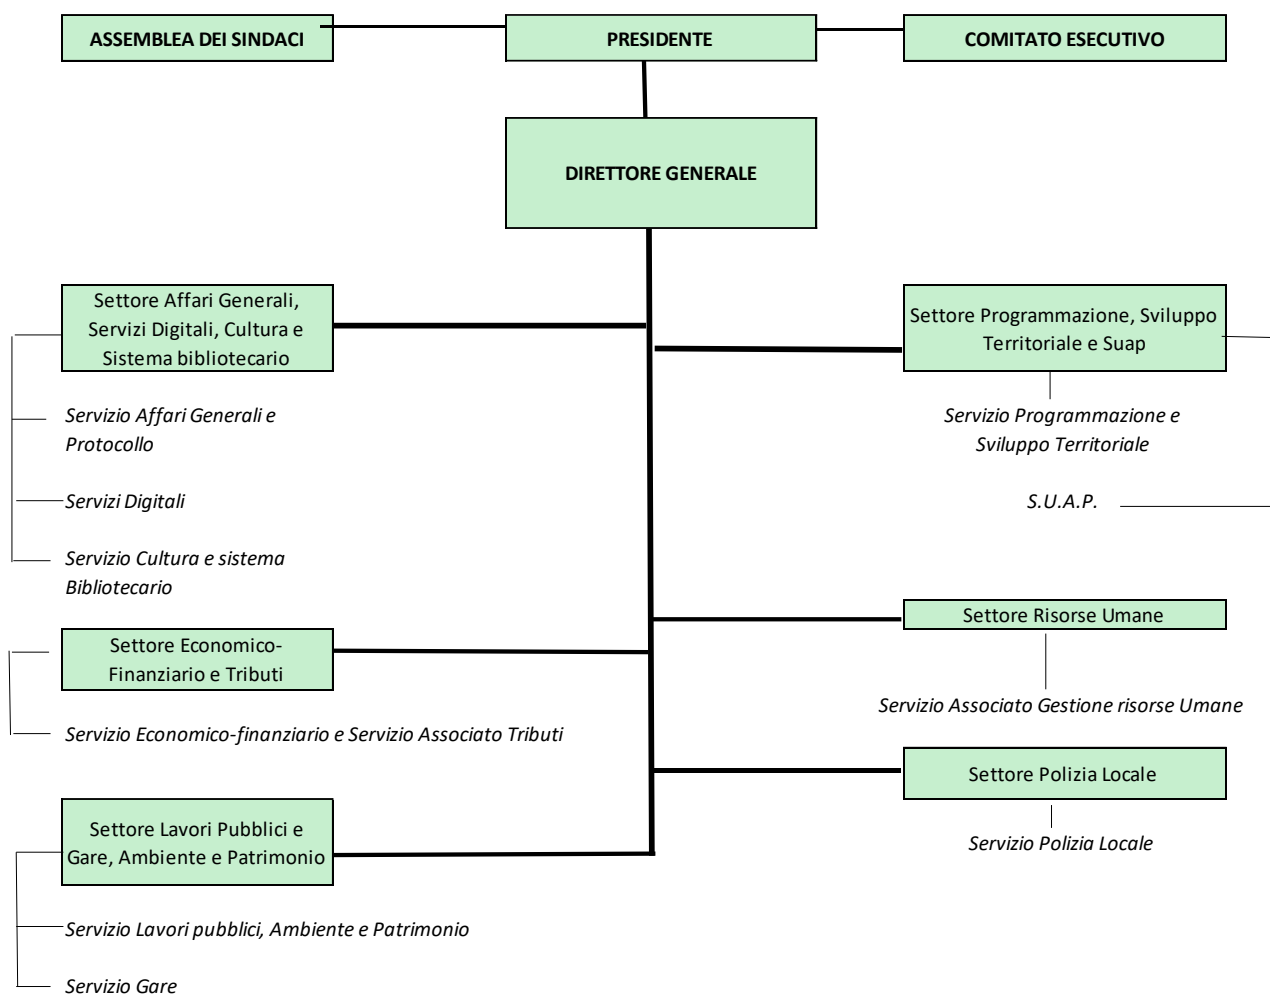 ASSEMBLEA DEI SINDACI
PRESIDENTE
COMITATO ESECUTIVO
DIRETTORE GENERALE
Settore Affari Generali,
Servizi Digitali, Cultura e
Sistema bibliotecario
Servizio Affari Generali e
Protocollo
Servizi Digitali
Servizio Cultura e sistema
Bibliotecario
Settore Economico-
Finanziario e Tributi
Servizio Economico-finanziario e Servizio Associato Tributi
Settore Lavori Pubblici e
Gare, Ambiente e Patrimonio
Servizio Lavori pubblici, Ambiente e Patrimonio
Servizio Gare
Settore Programmazione, Sviluppo
Territoriale e Suap
Servizio Programmazione e
Sviluppo Territoriale
S.U.A.P.
Settore Risorse Umane
Servizio Associato Gestione risorse Umane
Settore Polizia Locale
Servizio Polizia Locale